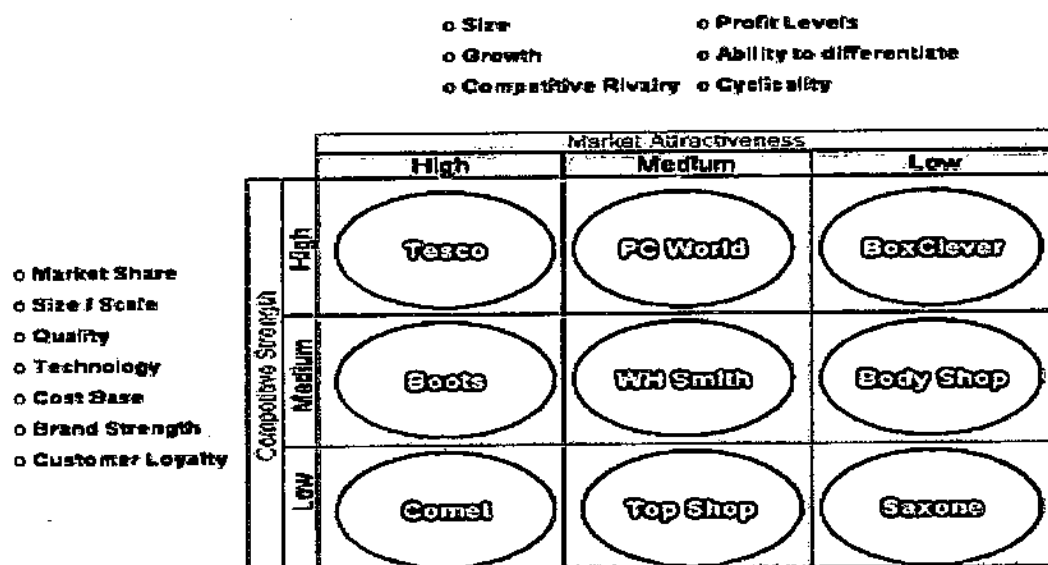 o Size o Profit Levels
o Growth o Ability to differentiate
o Competitive Rivalry o Cyclicality
Market Attractiveness
High Medium Low
Competitive Strength
High
Tesco PC World BoxClever
o Market Share
o Size / Scale
o Quality
o Technology
o Cost Base
o Brand Strength
o Customer Loyalty
Medium
Boots WH Smith Body Shop
Low
Comet Top Shop Saxone